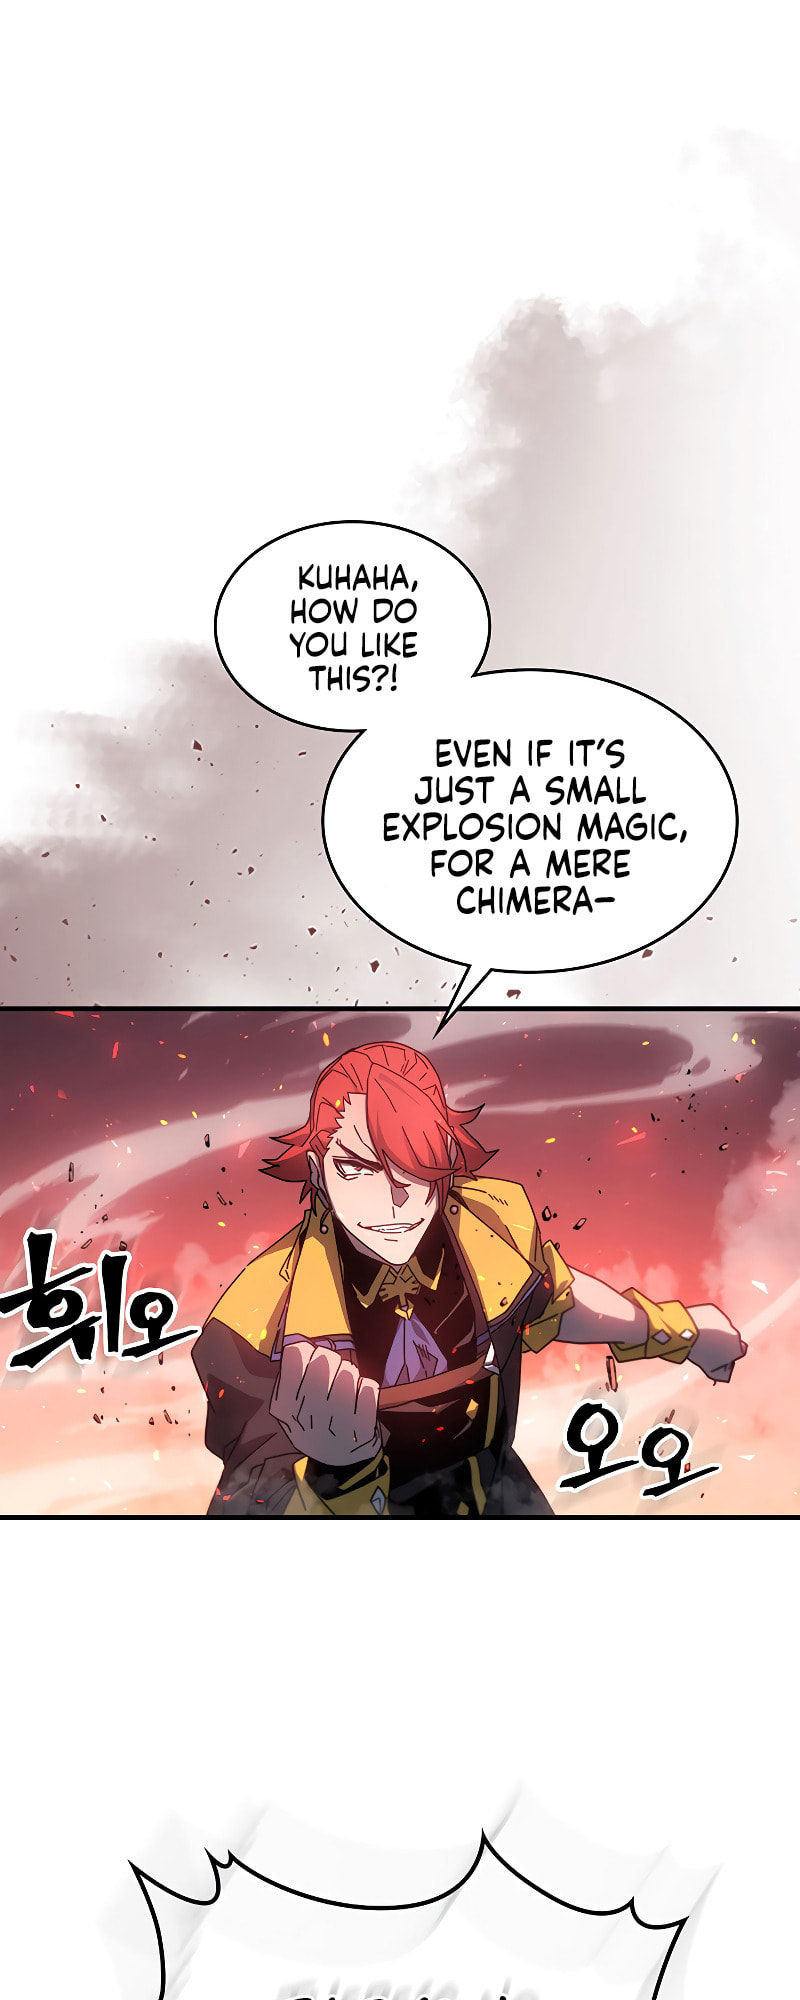 KUHAHA,
HOW DO
YOU LIKE
THIS?!
EVEN IF IT'S
JUST A SMALL
EXPLOSION MAGIC,
FOR A MERE
CHIMERA-
휘오
오오